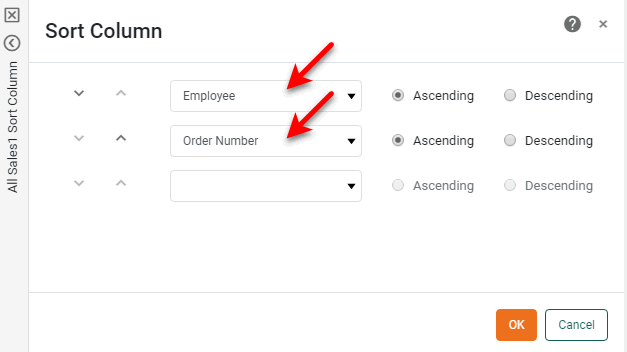 Sort Column
All Sales1 Sort Column
Employee
Ascending
Descending
Order Number
Ascending
Descending
Ascending
Descending
OK
Cancel